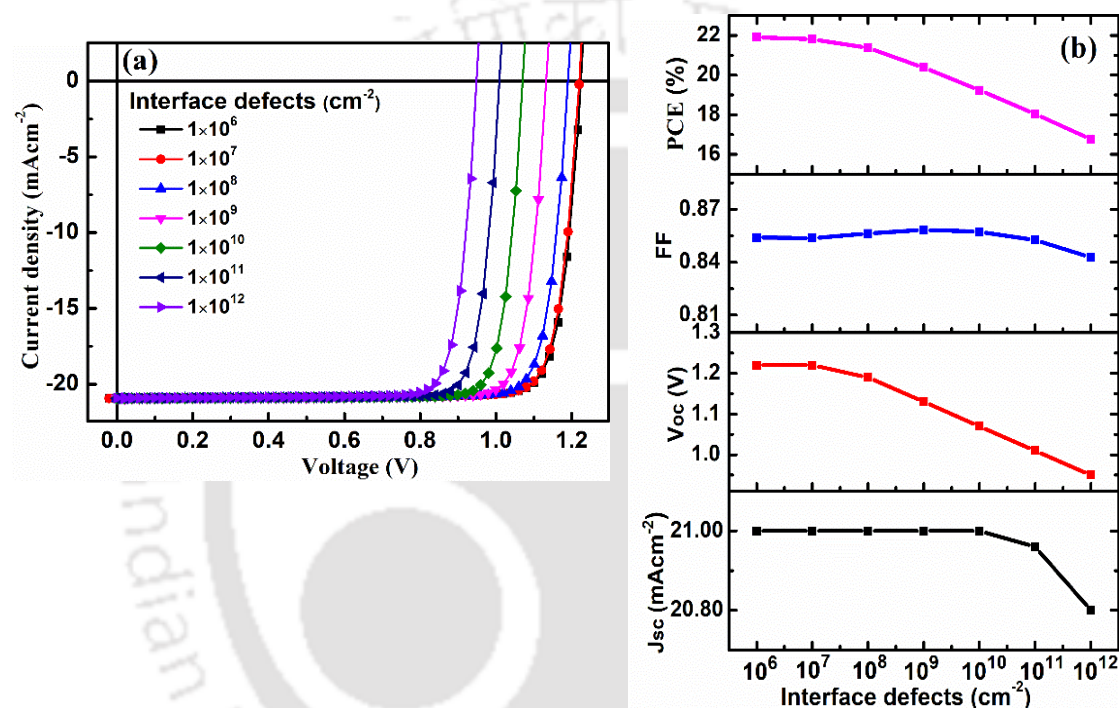 (a)
0
-5
-10
-15
-20
Current density (mAcm⁻²)
Interface defects (cm⁻²)
1×10⁶
1×10⁷
1×10⁸
1×10⁹
1×10¹⁰
1×10¹¹
1×10¹²
0.0 0.2 0.4 0.6 0.8 1.0 1.2
Voltage (V)
(b)
22
20
18
16
PCE (%)
0.87
0.84
0.81
FF
1.3
1.2
1.1
1.0
Voc (V)
21.00
20.80
Jsc (mAcm⁻²)
10⁶ 10⁷ 10⁸ 10⁹ 10¹⁰ 10¹¹ 10¹²
Interface defects (cm⁻²)
ndian